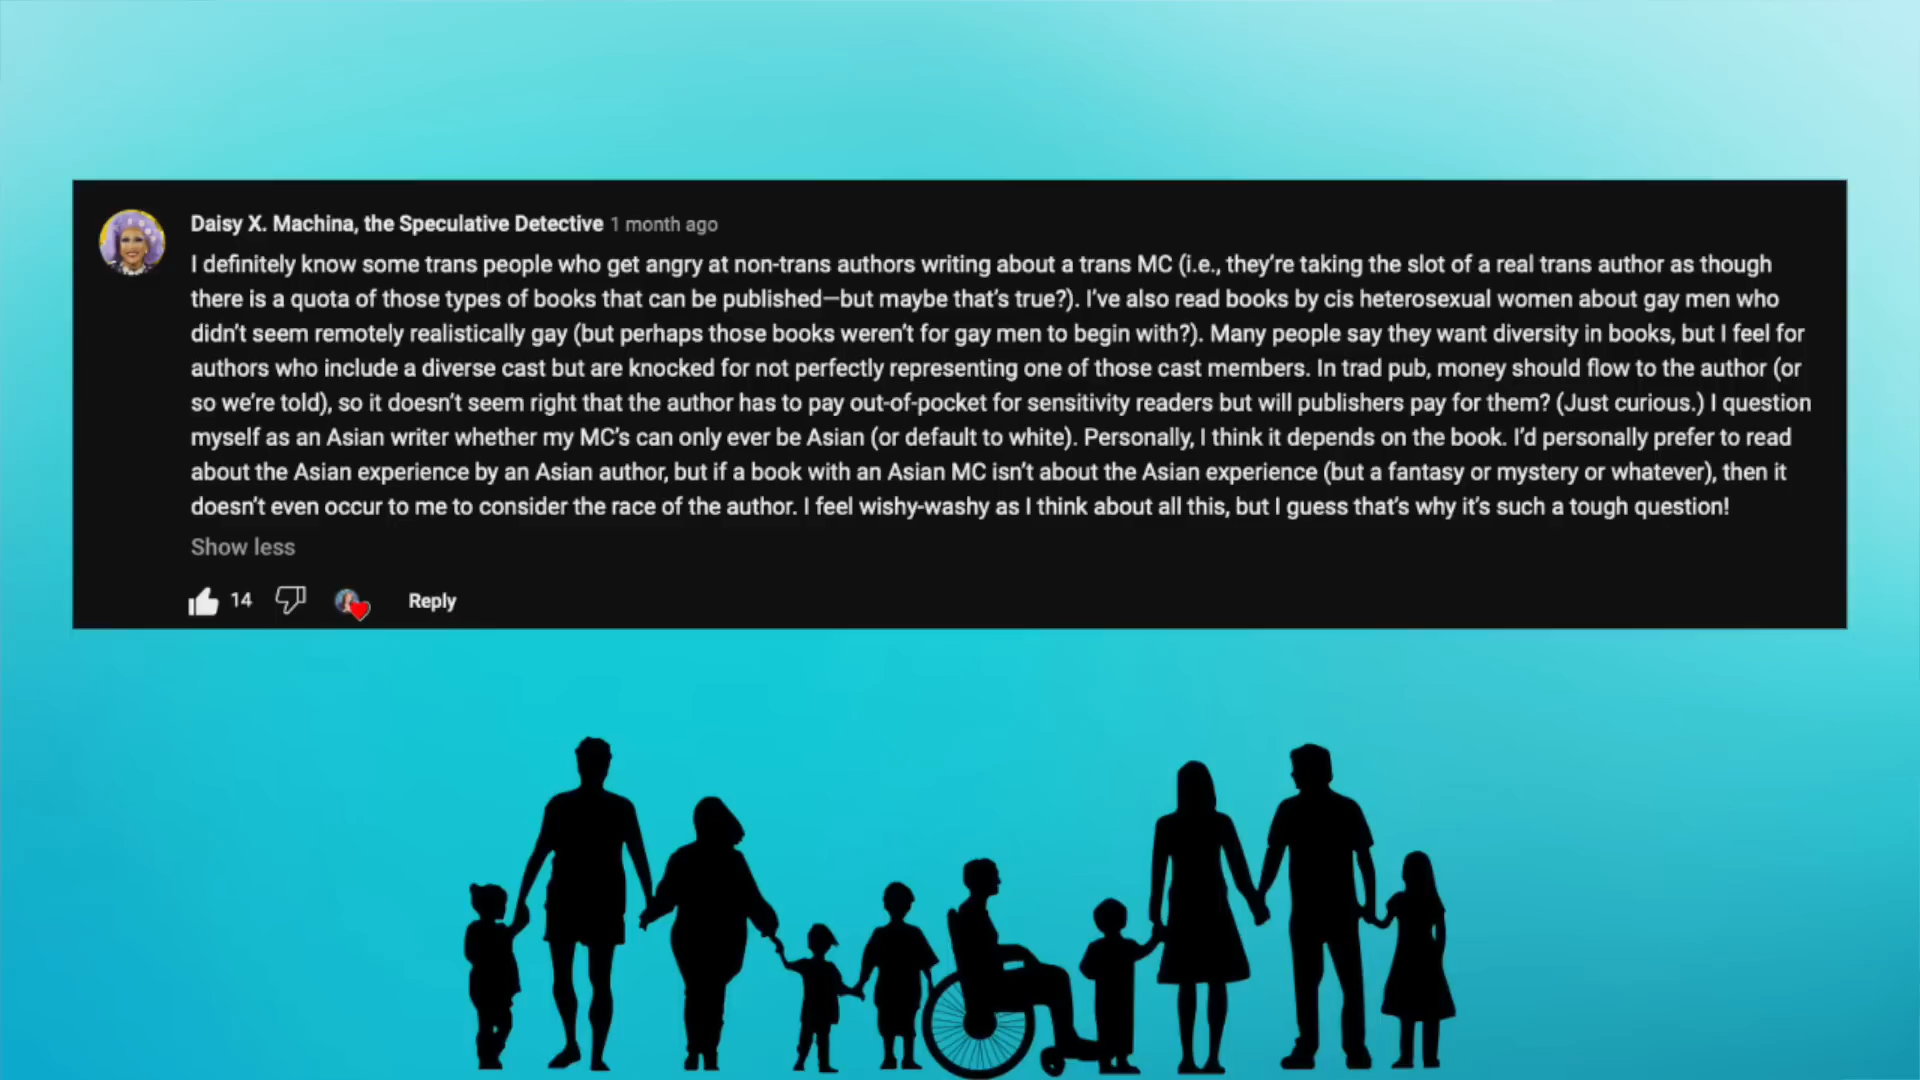 Daisy X. Machina, the Speculative Detective 1 month ago
I definitely know some trans people who get angry at non-trans authors writing about a trans MC (i.e., they’re taking the slot of a real trans author as though
there is a quota of those types of books that can be published—but maybe that’s true?). I’ve also read books by cis heterosexual women about gay men who
didn’t seem remotely realistically gay (but perhaps those books weren’t for gay men to begin with?). Many people say they want diversity in books, but I feel for
authors who include a diverse cast but are knocked for not perfectly representing one of those cast members. In trad pub, money should flow to the author (or
so we’re told), so it doesn’t seem right that the author has to pay out-of-pocket for sensitivity readers but will publishers pay for them? (Just curious.) I question
myself as an Asian writer whether my MC’s can only ever be Asian (or default to white). Personally, I think it depends on the book. I’d personally prefer to read
about the Asian experience by an Asian author, but if a book with an Asian MC isn’t about the Asian experience (but a fantasy or mystery or whatever), then it
doesn’t even occur to me to consider the race of the author. I feel wishy-washy as I think about all this, but I guess that’s why it’s such a tough question!
Show less
14 Reply